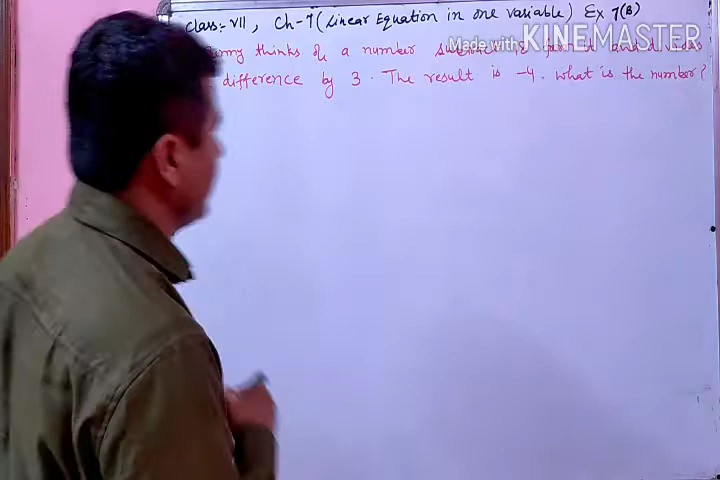 Class:- VII, Ch-7 (Linear Equation in one variable) Ex 7(B)
thinks of a number and
difference by 3. The result is -4. what is the number?
Made with KINEMASTER